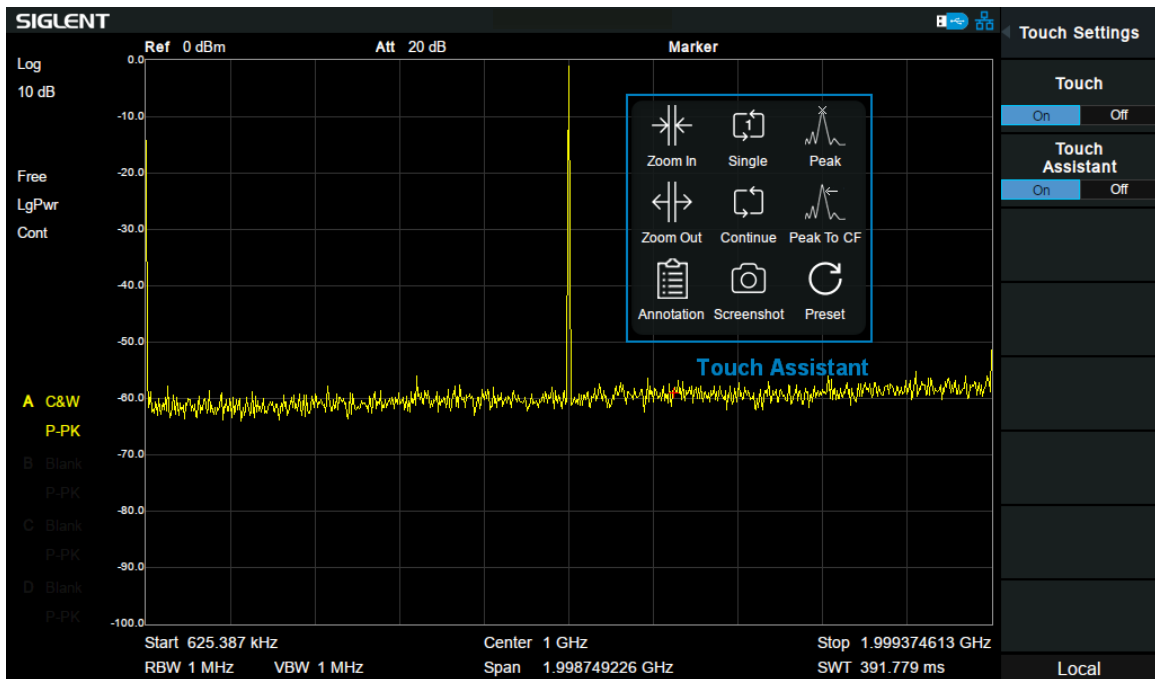 SIGLENT
Touch Settings
Ref 0 dBm Att 20 dB Marker
Log
10 dB
Free
LgPwr
Cont
A C&W
P-PK
B Blank
P-PK
C Blank
P-PK
D Blank
P-PK
0.0
-10.0
-20.0
-30.0
-40.0
-50.0
-60.0
-70.0
-80.0
-90.0
-100.0
1
Zoom In Single Peak
Zoom Out Continue Peak To CF
Annotation Screenshot Preset
Touch Assistant
Start 625.387 kHz Center 1 GHz Stop 1.999374613 GHz
RBW 1 MHz VBW 1 MHz Span 1.998749226 GHz SWT 391.779 ms
Touch
On Off
Touch
Assistant
On Off
Local